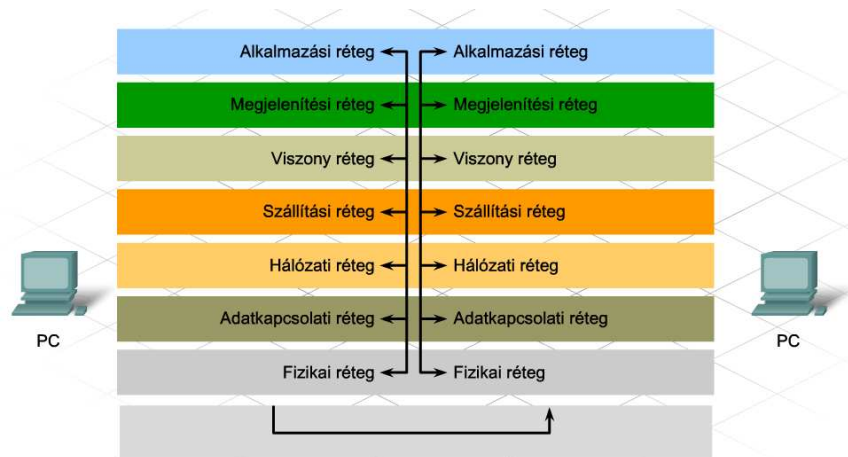 Alkalmazási réteg Alkalmazási réteg
Megjelenítési réteg Megjelenítési réteg
Viszony réteg Viszony réteg
Szállítási réteg Szállítási réteg
Hálózati réteg Hálózati réteg
Adatkapcsolati réteg Adatkapcsolati réteg
PC PC
Fizikai réteg Fizikai réteg